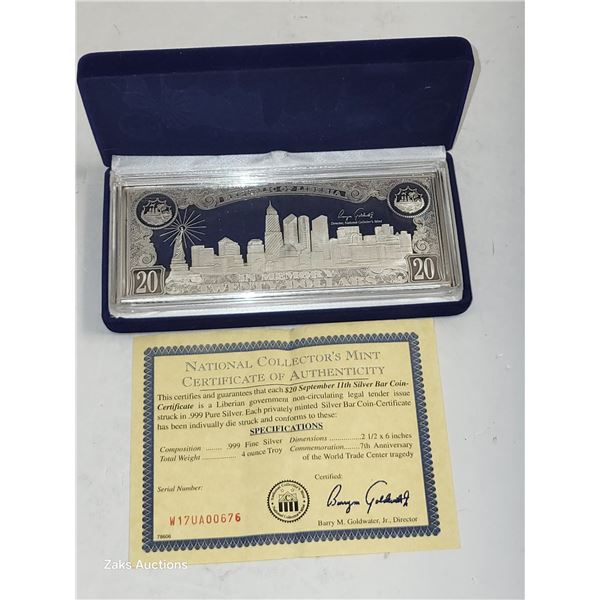 REPUBLIC OF LIBERIA
Director, National Collector's Mint
20
20
IN MEMORY
TWENTY DOLLARS
NATIONAL COLLECTOR'S MINT
CERTIFICATE OF AUTHENTICITY
This certifies and guarantees that each $20 September 11th Silver Bar Coin-
Certificate is a Liberian government non-circulating legal tender issue
struck in .999 Pure Silver. Each privately minted Silver Bar Coin-Certificate
has been indivually die struck and conforms to these:
SPECIFICATIONS
Composition ........ .999 Fine Silver
Total Weight ............ 4 ounce Troy
Dimensions ....................2 1/2 x 6 inches
Commemoration..........7th Anniversary
of the World Trade Center tragedy
Serial Number:
W17UA00676
Certified:
Barry M. Goldwater, Jr., Director
78606
Zaks Auctions